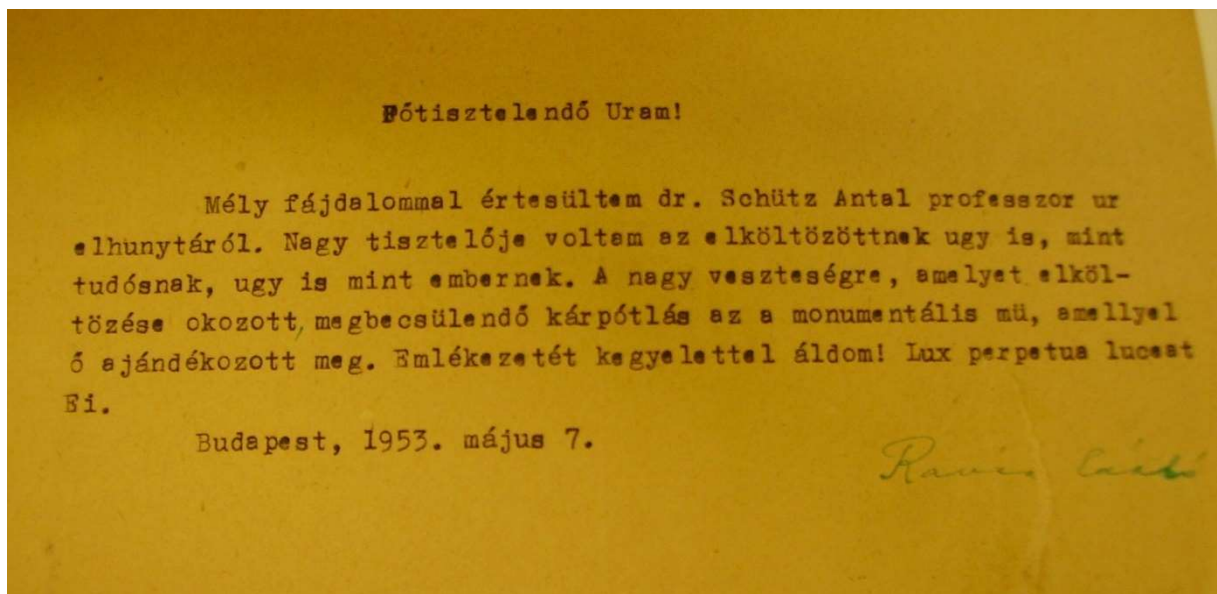 Főtisztelendő Uram!
Mély fájdalommal értesültem dr. Schütz Antal professzor ur
elhunytáról. Nagy tisztelője voltam az elköltözöttnek ugy is, mint
tudósnak, ugy is mint embernek. A nagy veszteségre, amelyet elköl-
tözése okozott, megbecsülendő kárpótlás az a monumentális mü, amellyel
ő ajándékozott meg. Emlékezetét kegyelettel áldom! Lux perpetua luceat
Ei.
Budapest, 1953. május 7.
Ravasz László